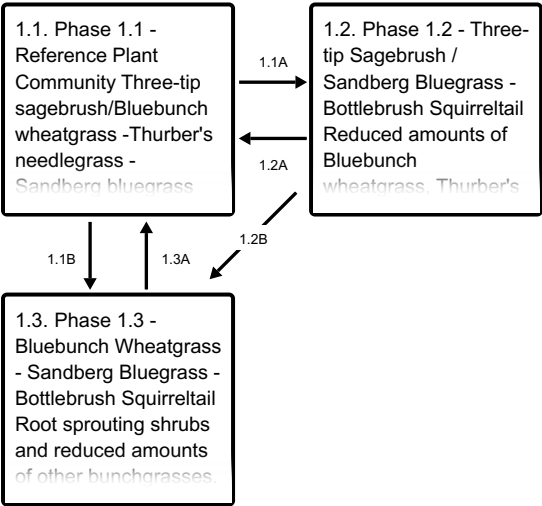 1.1. Phase 1.1 -
Reference Plant
Community Three-tip
sagebrush/Bluebunch
wheatgrass -Thurber's
needlegrass -
Sandberg bluegrass
1.1A
1.2A
1.2. Phase 1.2 - Three-
tip Sagebrush /
Sandberg Bluegrass -
Bottlebrush Squirreltail
Reduced amounts of
Bluebunch
wheatgrass, Thurber's
1.1B
1.3A
1.2B
1.3. Phase 1.3 -
Bluebunch Wheatgrass
- Sandberg Bluegrass -
Bottlebrush Squirreltail
Root sprouting shrubs
and reduced amounts
of other bunchgrasses.